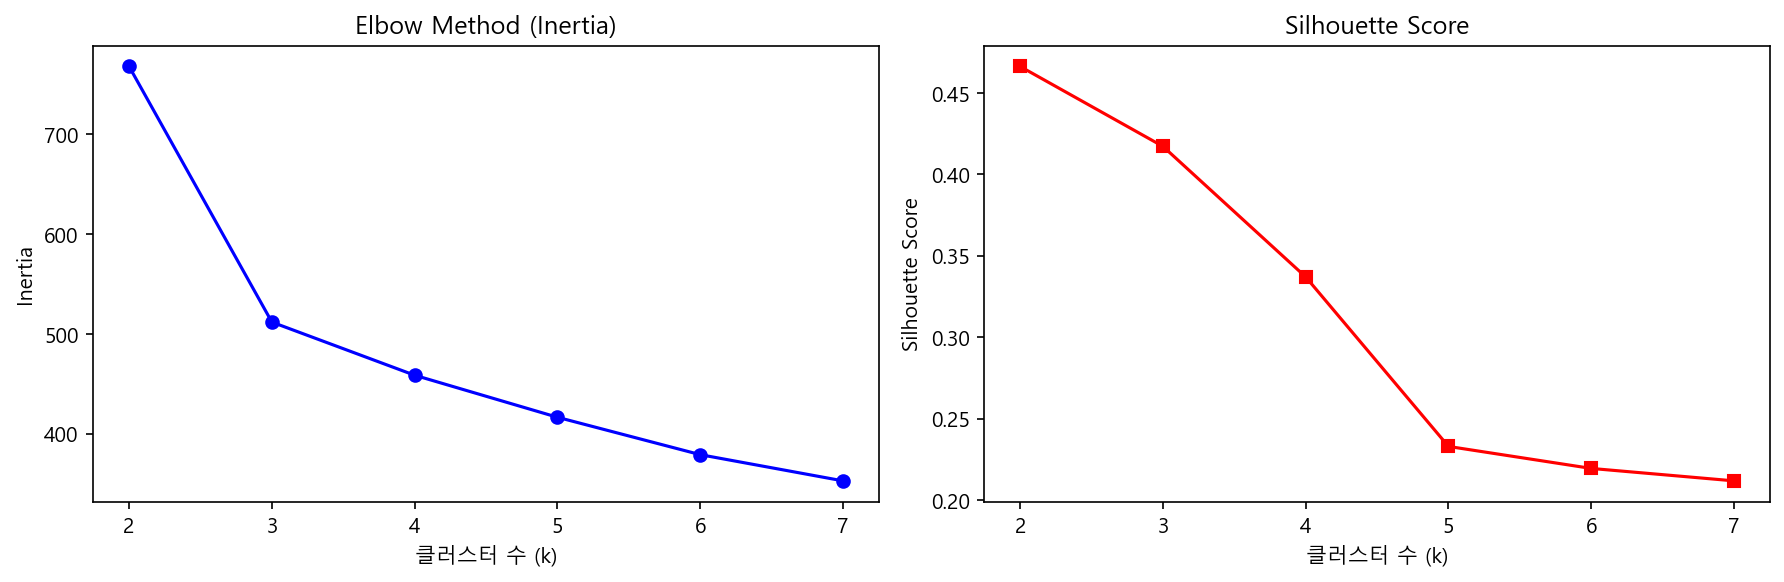 Elbow Method (Inertia)
Inertia
700
600
500
400
2 3 4 5 6 7
클러스터 수 (k)
Silhouette Score
Silhouette Score
0.45
0.40
0.35
0.30
0.25
0.20
2 3 4 5 6 7
클러스터 수 (k)